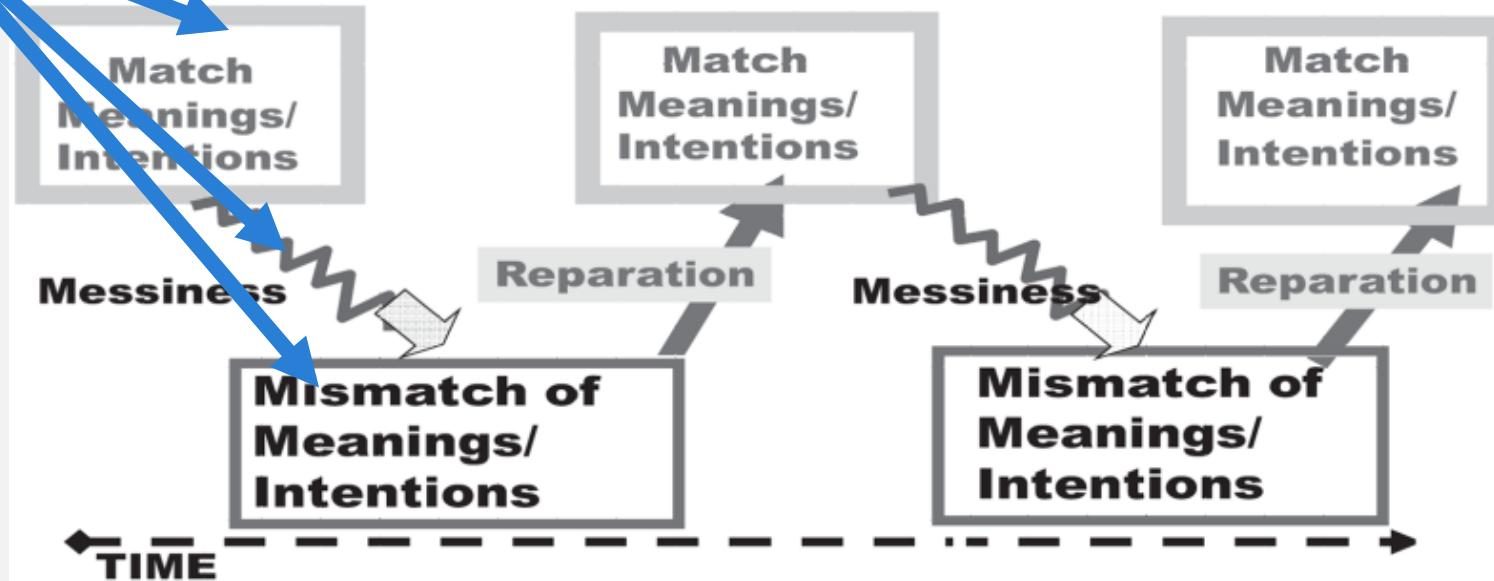 Match
Meanings/
Intentions
Match
Meanings/
Intentions
Match
Meanings/
Intentions
Messiness
Reparation
Messiness
Reparation
Mismatch of
Meanings/
Intentions
Mismatch of
Meanings/
Intentions
TIME